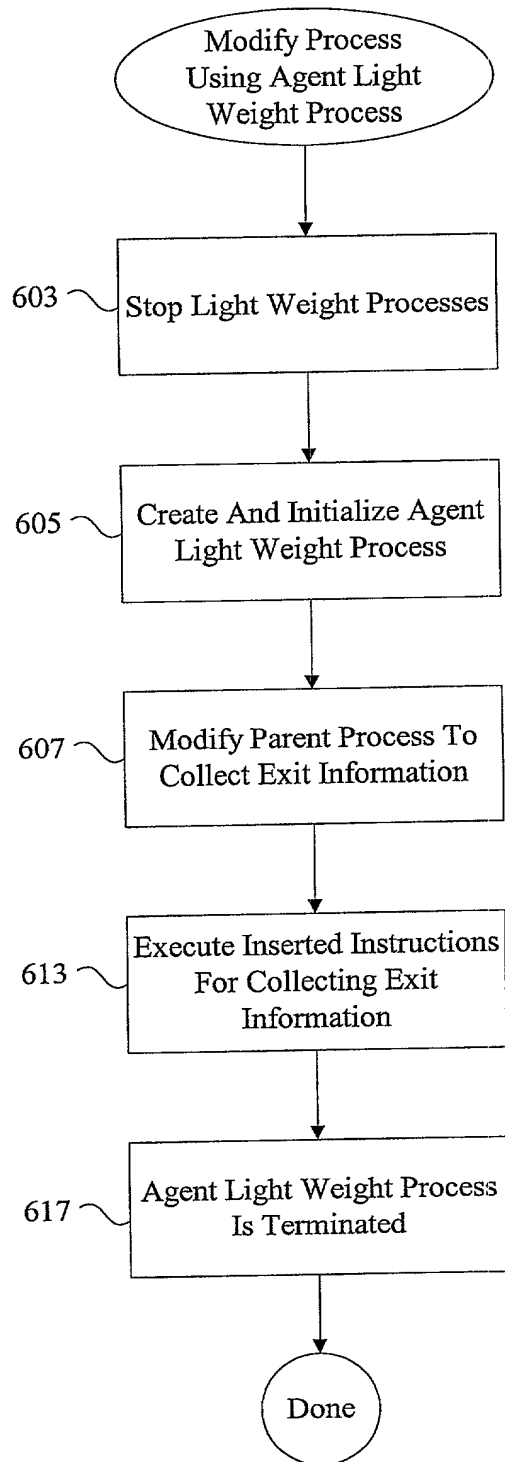 Modify Process
Using Agent Light
Weight Process
603
Stop Light Weight Processes
605
Create And Initialize Agent
Light Weight Process
607
Modify Parent Process To
Collect Exit Information
613
Execute Inserted Instructions
For Collecting Exit
Information
617
Agent Light Weight Process
Is Terminated
Done